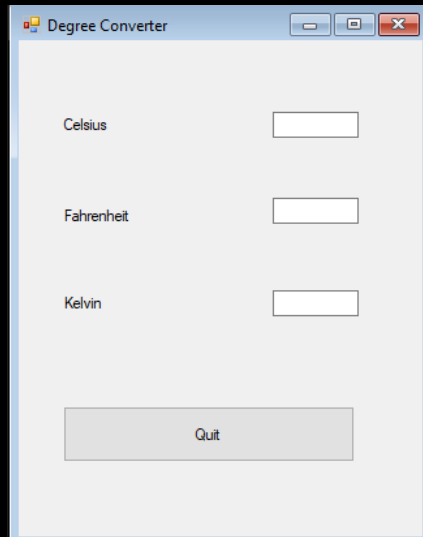 Degree Converter
Celsius
Fahrenheit
Kelvin
Quit